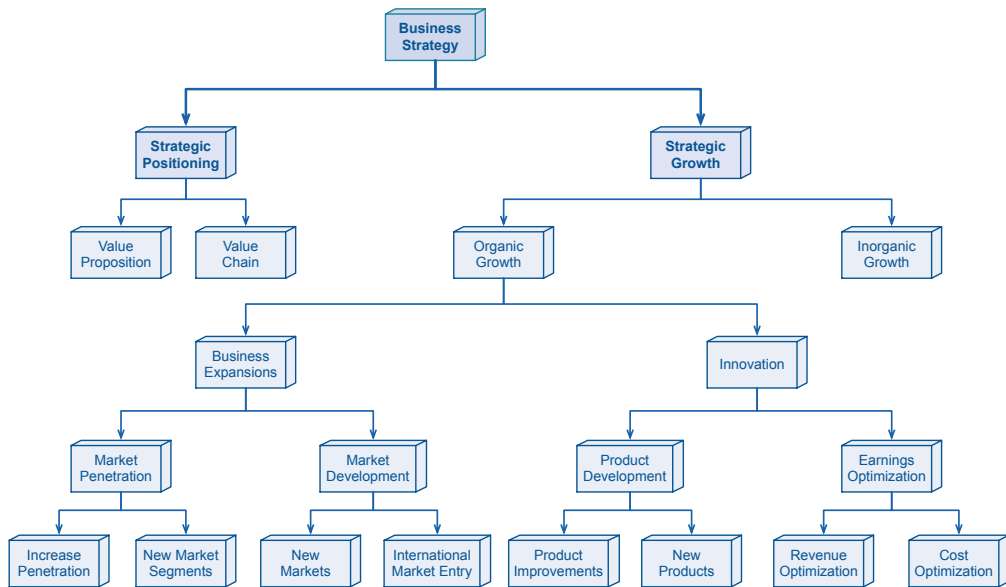 Business
Strategy
Strategic
Positioning
Strategic
Growth
Value
Proposition
Value
Chain
Organic
Growth
Inorganic
Growth
Business
Expansions
Innovation
Market
Penetration
Market
Development
Product
Development
Earnings
Optimization
Increase
Penetration
New Market
Segments
New
Markets
International
Market Entry
Product
Improvements
New
Products
Revenue
Optimization
Cost
Optimization